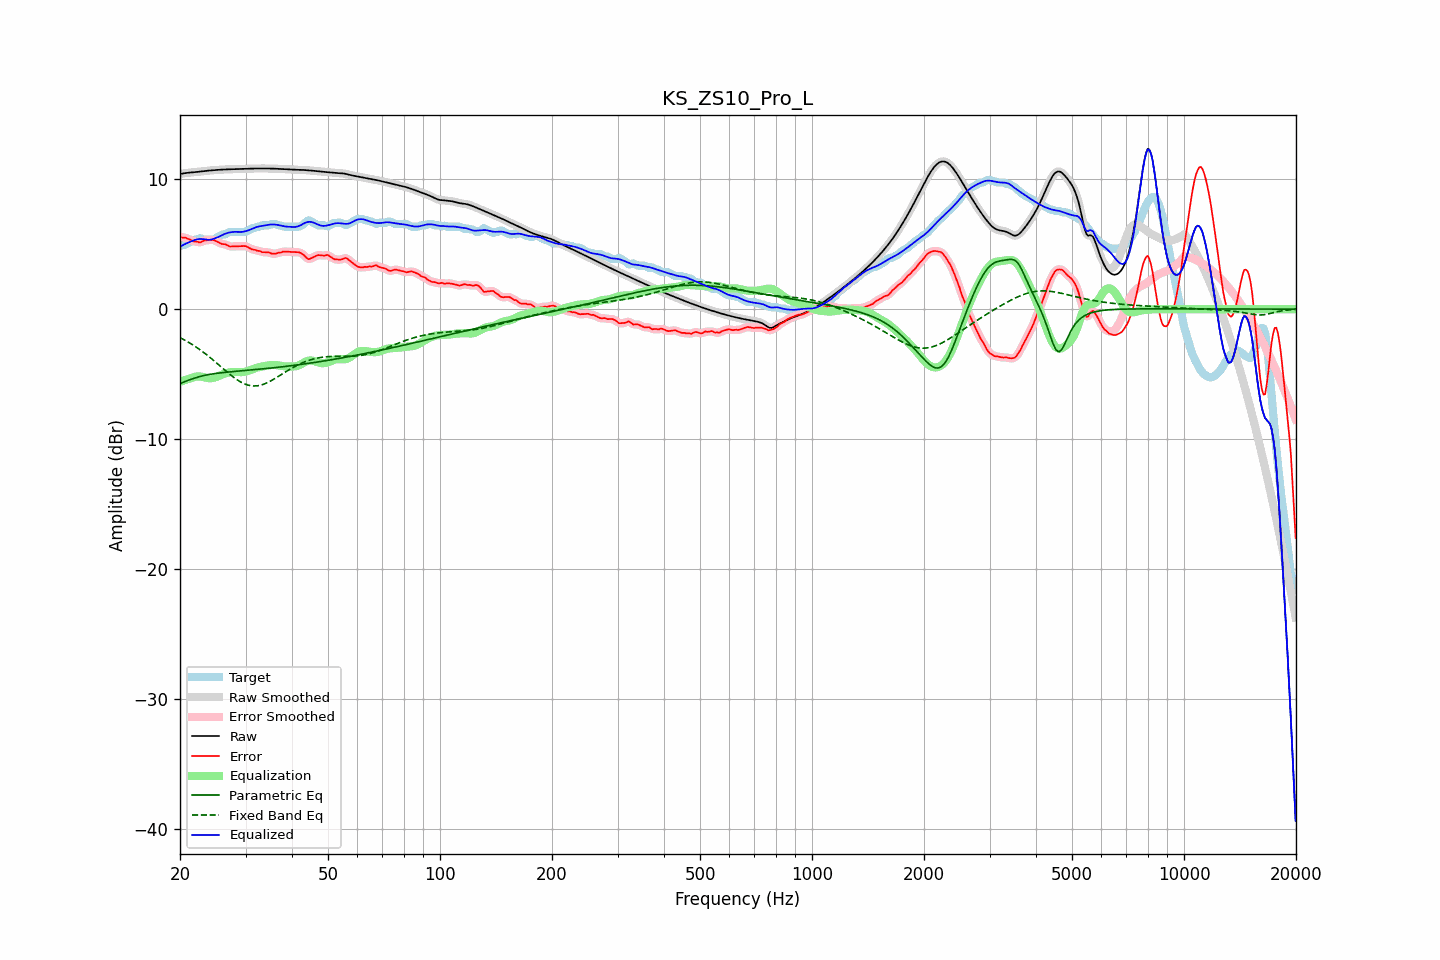 KS_ZS10_Pro_L
Amplitude (dBr)
10
0
−10
−20
−30
−40
Target
Raw Smoothed
Error Smoothed
Raw
Error
Equalization
Parametric Eq
Fixed Band Eq
Equalized
20
50
100
200
500
1000
2000
5000
10000
20000
Frequency (Hz)